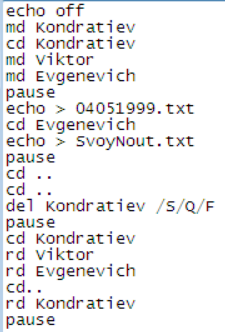 echo off
md Kondratiev
cd Kondratiev
md Viktor
md Evgenevich
pause
echo > 04051999.txt
cd Evgenevich
echo > SvoyNout.txt
pause
cd ..
cd ..
del Kondratiev /S/Q/F
pause
cd Kondratiev
rd Viktor
rd Evgenevich
cd..
rd Kondratiev
pause